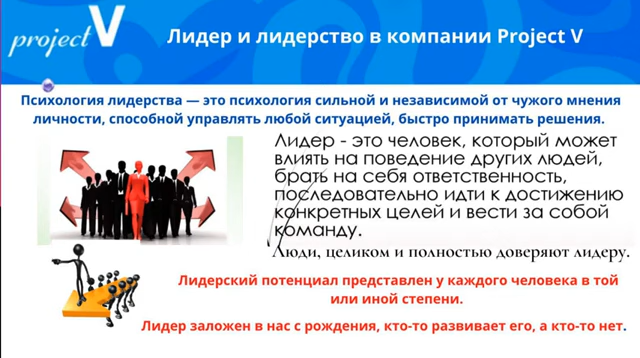 project V
Лидер и лидерство в компании Project V
Психология лидерства — это психология сильной и независимой от чужого мнения
личности, способной управлять любой ситуацией, быстро принимать решения.
Лидер - это человек, который может
влиять на поведение других людей,
брать на себя ответственность,
последовательно идти к достижению
конкретных целей и вести за собой
команду.
Люди, целиком и полностью доверяют лидеру.
Лидерский потенциал представлен у каждого человека в той
или иной степени.
Лидер заложен в нас с рождения, кто-то развивает его, а кто-то нет.